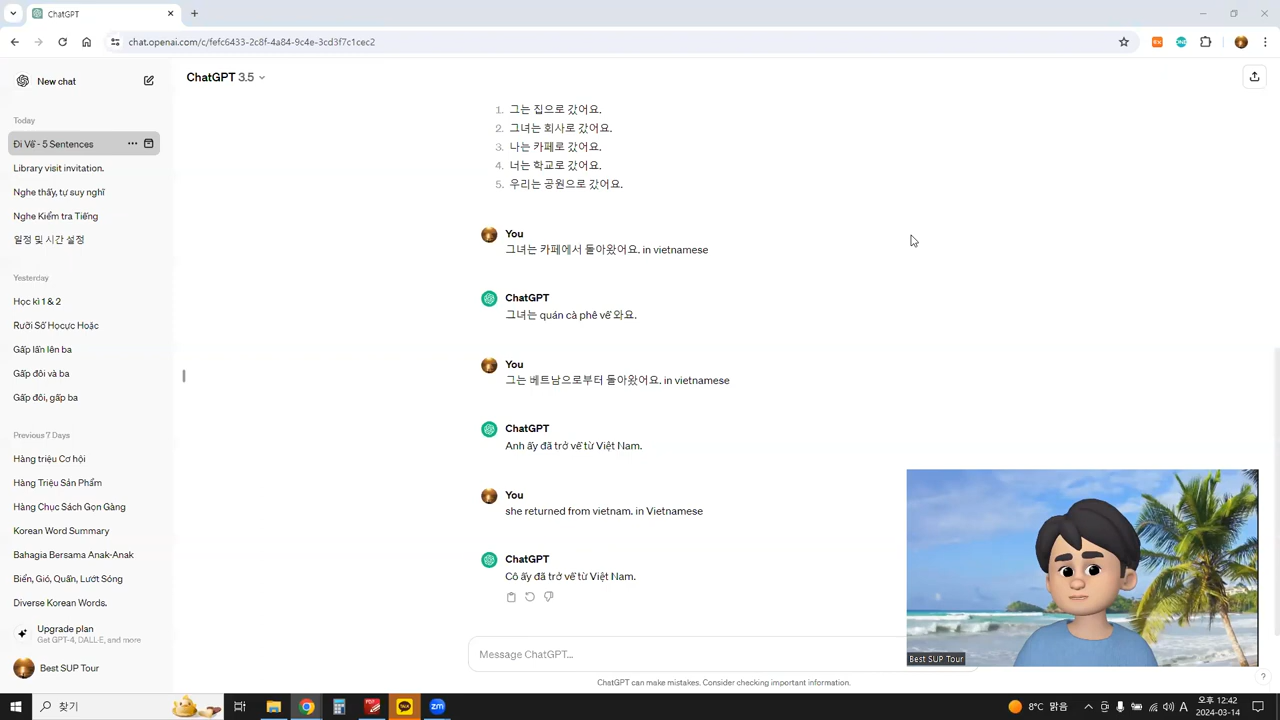 ChatGPT
chat.openai.com/c/fefc6433-2c8f-4a84-9c4e-3cd3f7c1cec2
New chat
Today
Đi Về - 5 Sentences
Library visit invitation.
Nghe thấy, tự suy nghĩ
Nghe Kiểm tra Tiếng
일정 및 시간 설정
Yesterday
Học kì 1 & 2
Rưỡi Số Họcực Hoặc
Gấp lấn lên ba
Gấp đôi và ba
Gấp đôi, gấp ba
Previous 7 Days
Hàng triệu Cơ hội
Hàng Triệu Sản Phẩm
Hàng Chục Sách Gọn Gàng
Korean Word Summary
Bahagia Bersama Anak-Anak
Biển, Gió, Quấn, Lướt Sóng
Diverse Korean Words.
Upgrade plan
Get GPT-4, DALL·E, and more
Best SUP Tour
ChatGPT 3.5
1. 그는 집으로 갔어요.
2. 그녀는 회사로 갔어요.
3. 나는 카페로 갔어요.
4. 너는 학교로 갔어요.
5. 우리는 공원으로 갔어요.
You
그녀는 카페에서 돌아왔어요. in vietnamese
ChatGPT
그녀는 quán cà phê về 와요.
You
그는 베트남으로부터 돌아왔어요. in vietnamese
ChatGPT
Anh ấy đã trở về từ Việt Nam.
You
she returned from vietnam. in Vietnamese
ChatGPT
Cô ấy đã trở về từ Việt Nam.
Message ChatGPT...
ChatGPT can make mistakes. Consider checking important information.
?
Best SUP Tour
찾기
8°C 맑음
A
오후 12:42
2024-03-14